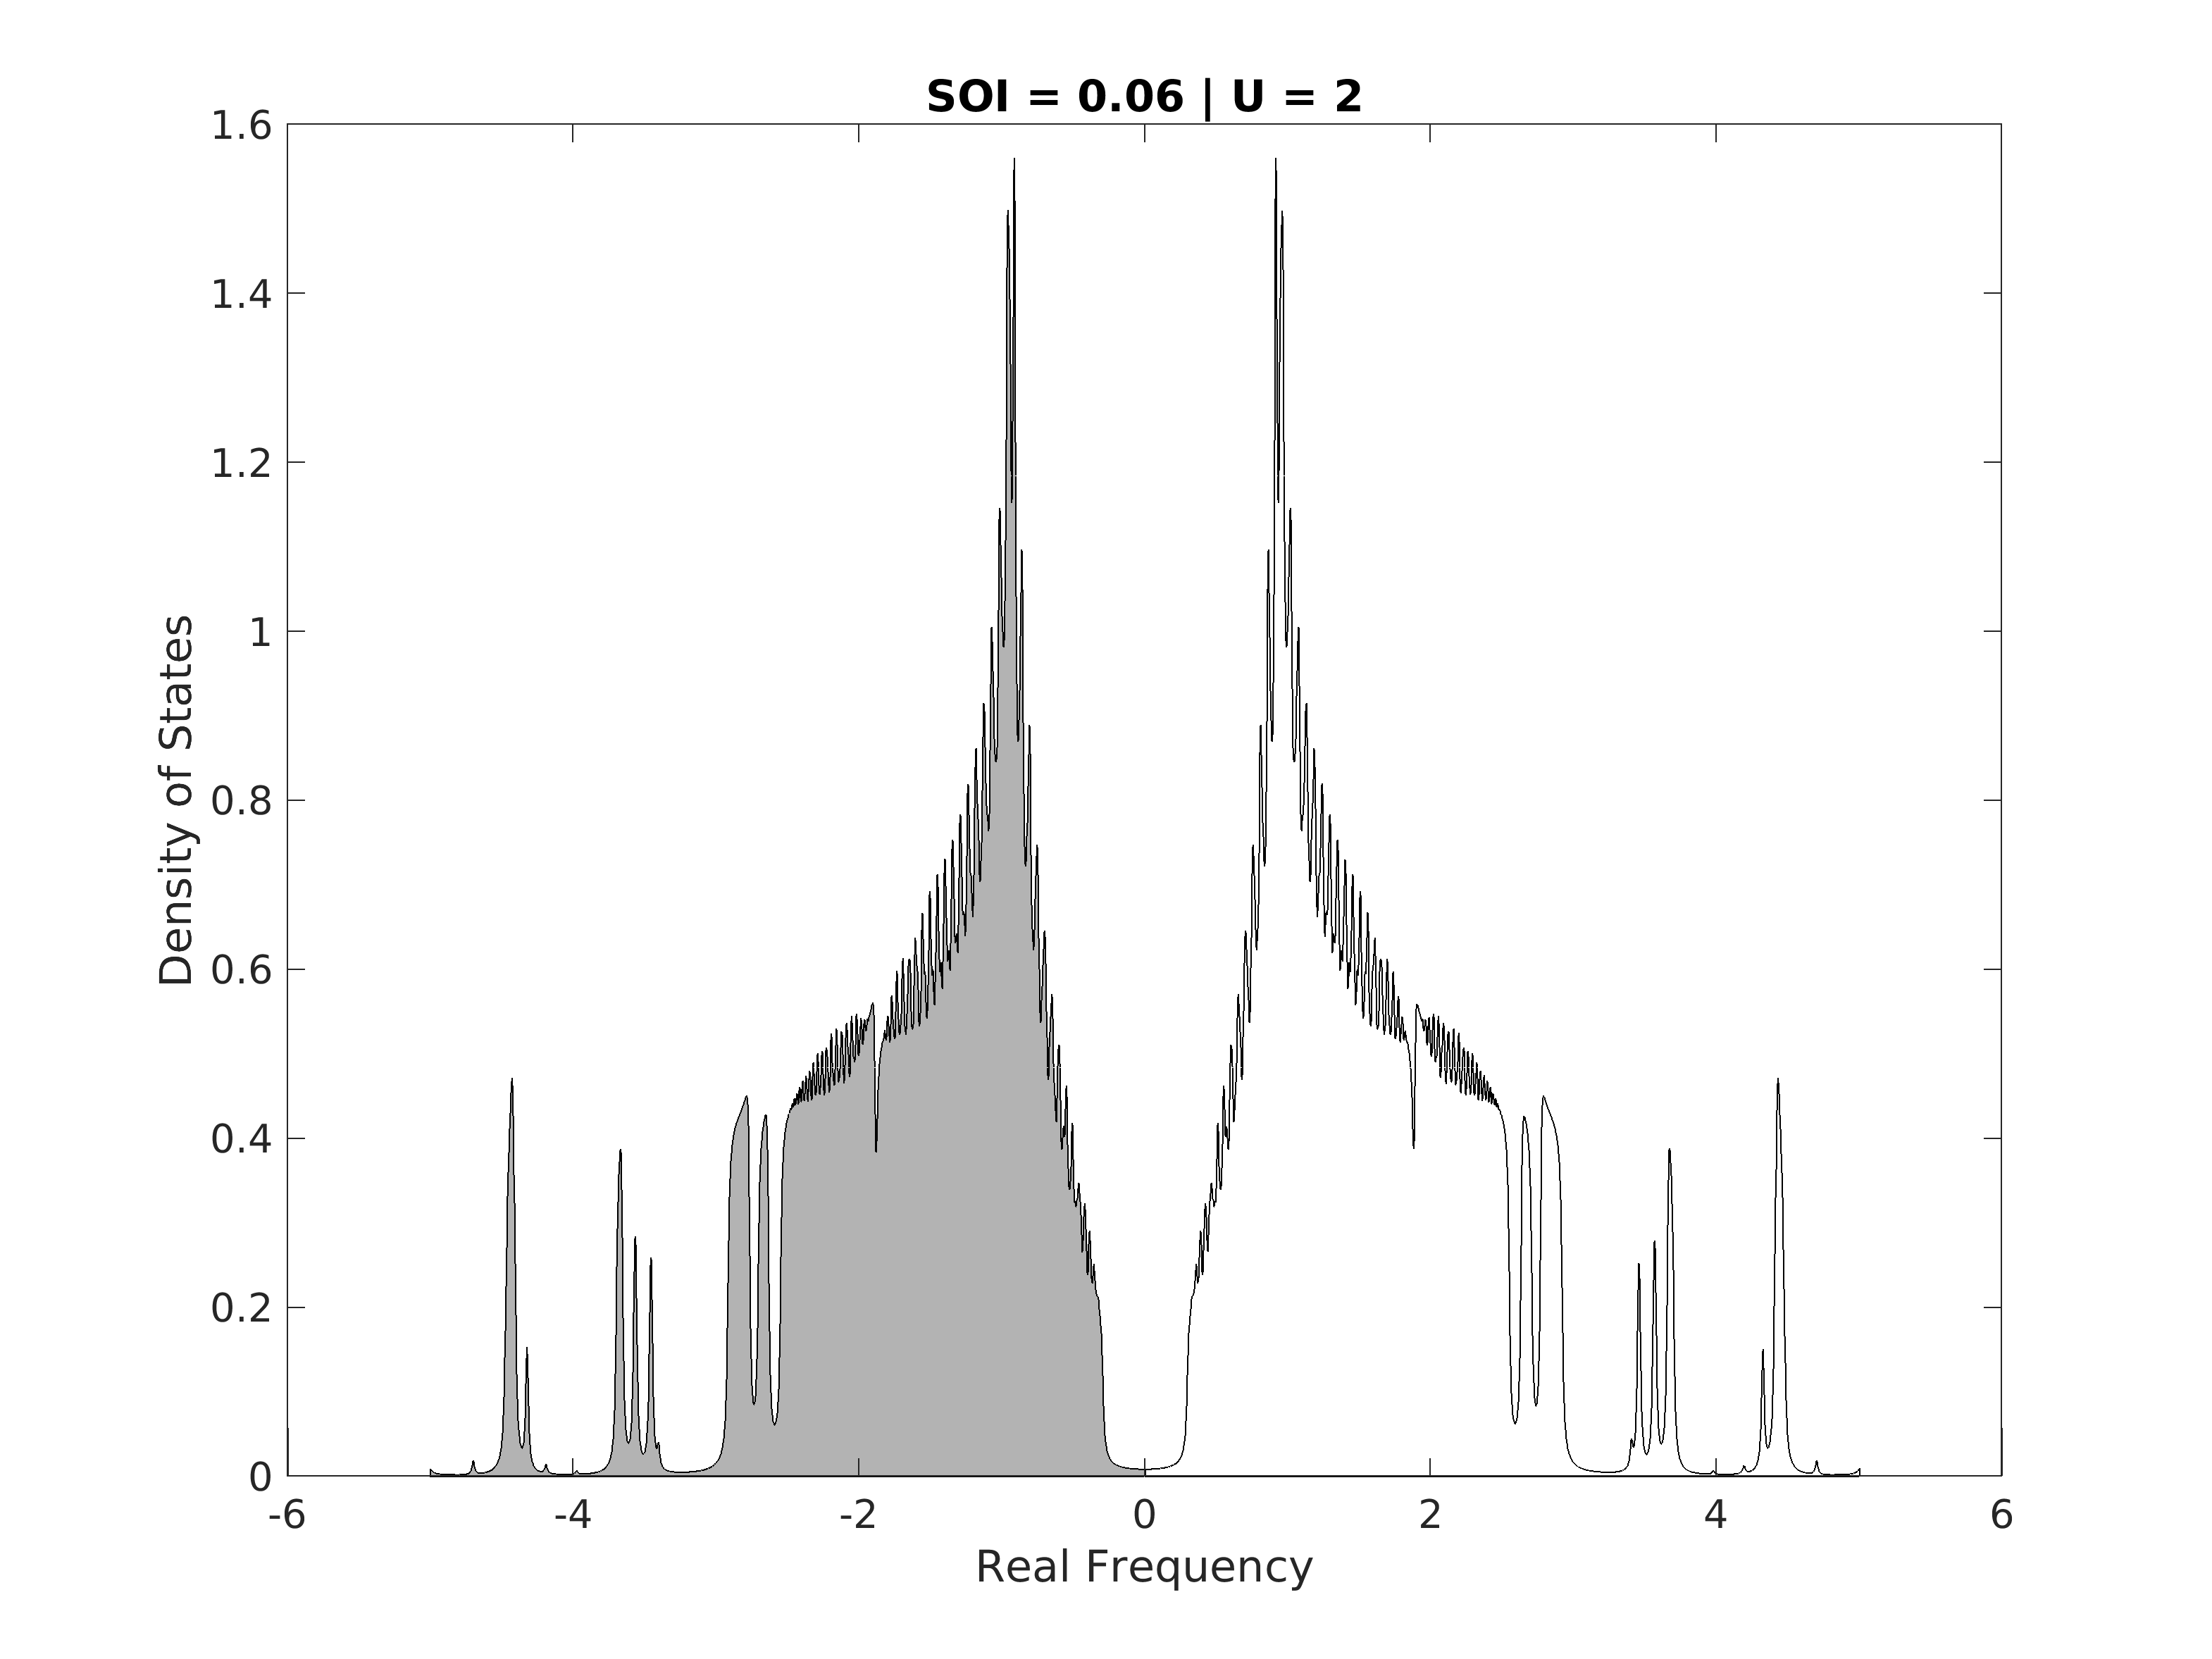 SOI = 0.06 | U = 2
1.6
1.4
1.2
1
0.8
0.6
0.4
0.2
0
Density of States
-6 -4 -2 0 2 4 6
Real Frequency